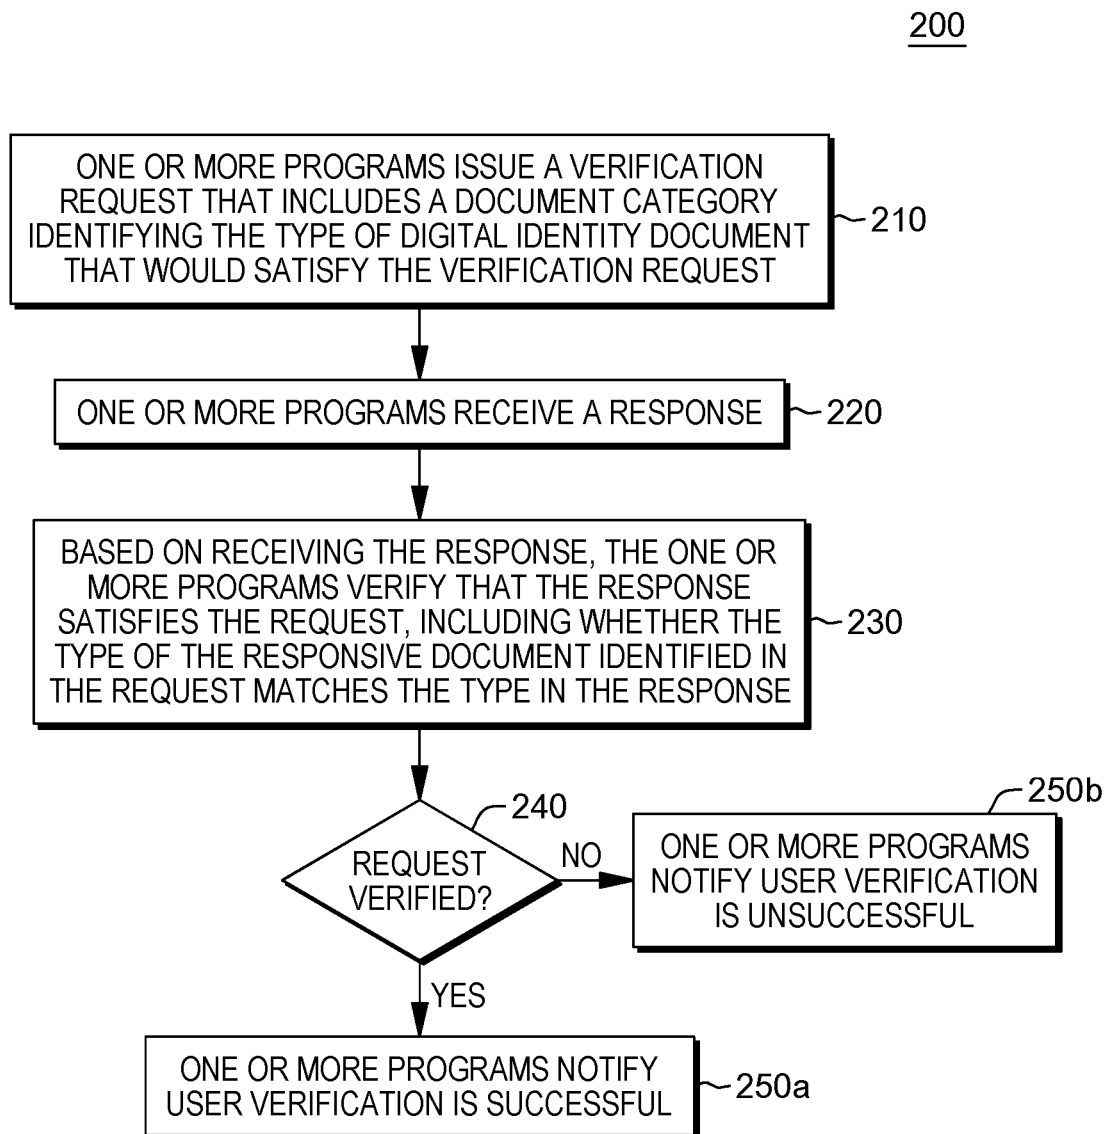 200
ONE OR MORE PROGRAMS ISSUE A VERIFICATION
REQUEST THAT INCLUDES A DOCUMENT CATEGORY
IDENTIFYING THE TYPE OF DIGITAL IDENTITY DOCUMENT
THAT WOULD SATISFY THE VERIFICATION REQUEST
210
ONE OR MORE PROGRAMS RECEIVE A RESPONSE
220
BASED ON RECEIVING THE RESPONSE, THE ONE OR
MORE PROGRAMS VERIFY THAT THE RESPONSE
SATISFIES THE REQUEST, INCLUDING WHETHER THE
TYPE OF THE RESPONSIVE DOCUMENT IDENTIFIED IN
THE REQUEST MATCHES THE TYPE IN THE RESPONSE
230
240
REQUEST
VERIFIED?
NO
250b
ONE OR MORE PROGRAMS
NOTIFY USER VERIFICATION
IS UNSUCCESSFUL
YES
ONE OR MORE PROGRAMS NOTIFY
USER VERIFICATION IS SUCCESSFUL
250a